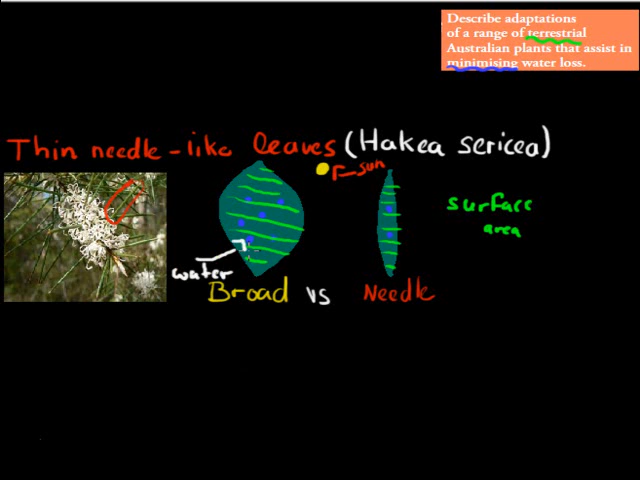 Describe adaptations
of a range of terrestrial
Australian plants that assist in
minimising water loss.
Thin needle-like leaves (Hakea sericea)
sun
surface
area
water
Broad vs Needle